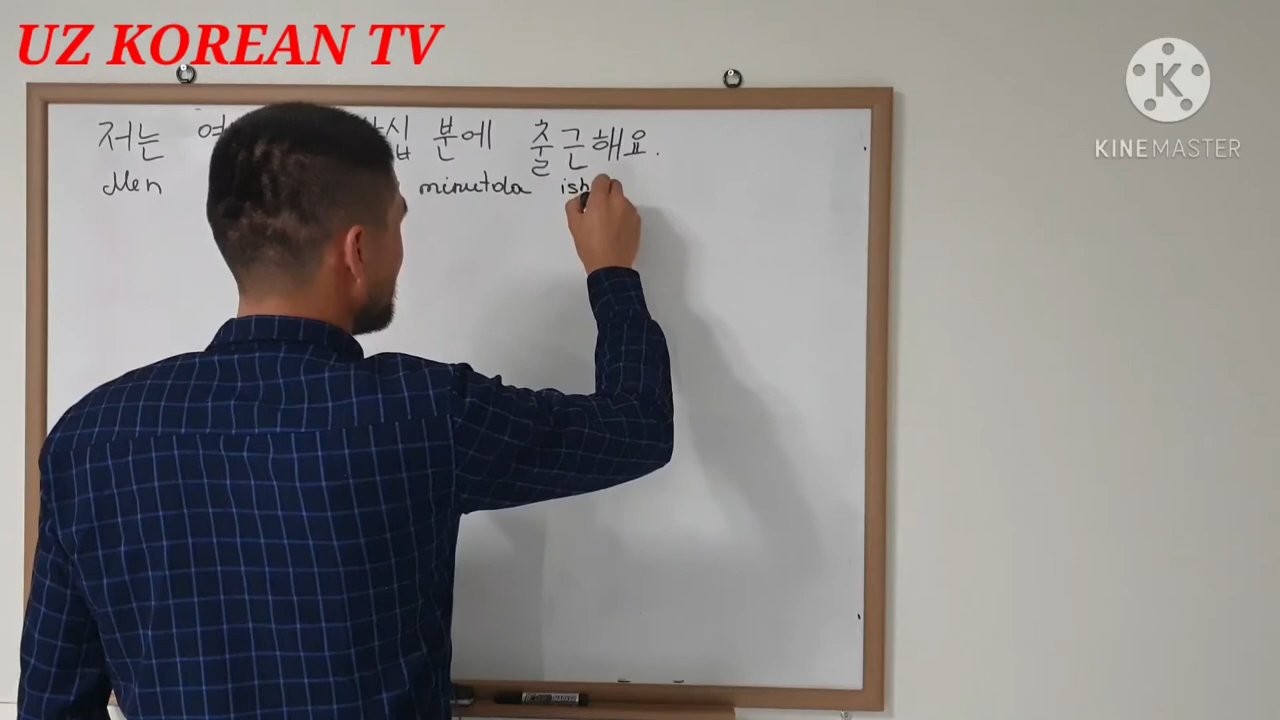 UZ KOREAN TV
K
KINEMASTER
저는 분에 출근해요.
Men minutda ish